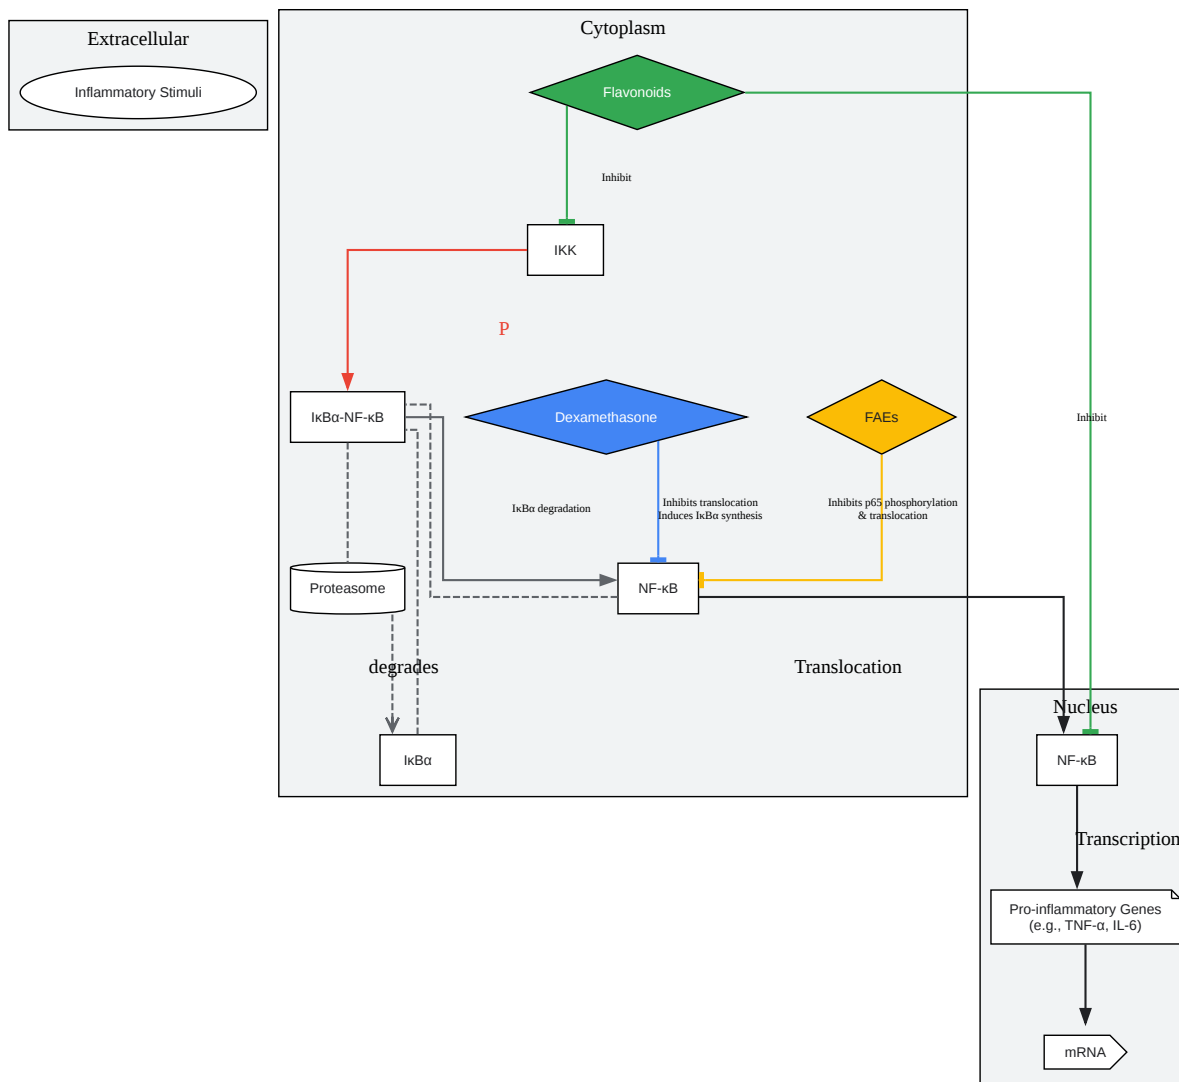 Extracellular
Inflammatory Stimuli
Cytoplasm
Flavonoids
Inhibit
IKK
P
IκBα-NF-κB
Dexamethasone
FAEs
Inhibit
IκBα degradation
Inhibits translocation
Induces IκBα synthesis
Inhibits p65 phosphorylation
& translocation
Proteasome
NF-κB
degrades
Translocation
IκBα
Nucleus
NF-κB
Transcription
Pro-inflammatory Genes
(e.g., TNF-α, IL-6)
mRNA